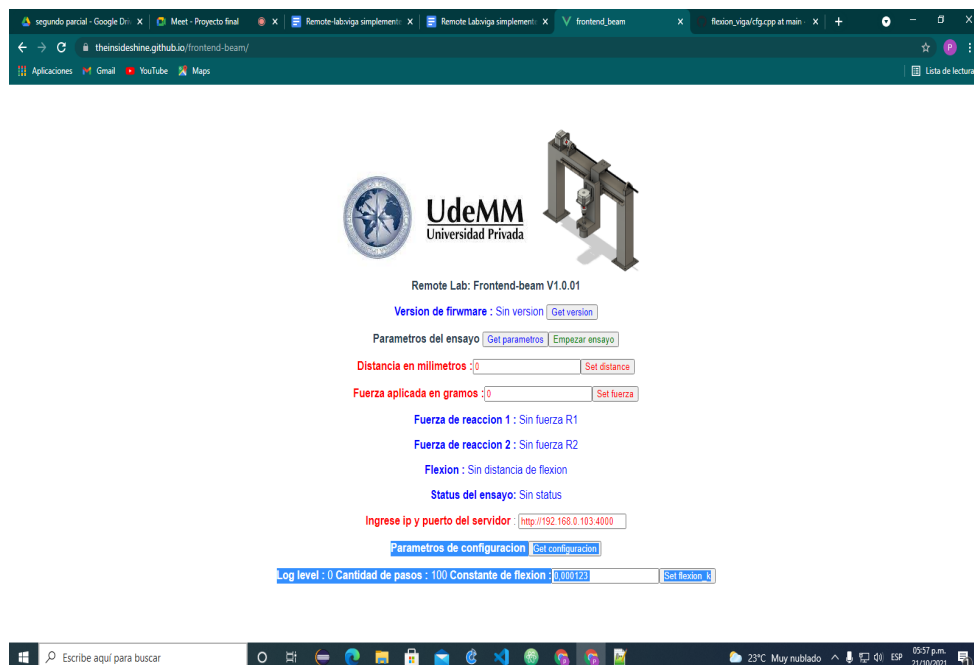 segundo parcial - Google Dri X Meet - Proyecto final X Remote-lab:viga simplemente X Remote Lab:viga simplemente X frontend_beam X flexion_viga/cfg.cpp at main · X +
theinsideshine.github.io/frontend-beam/ P
Aplicaciones Gmail YouTube Maps Lista de lectura
UdeMM
Universidad Privada
Remote Lab: Frontend-beam V1.0.01
Version de firwmare : Sin version Get version
Parametros del ensayo Get parametros Empezar ensayo
Distancia en milimetros : 0 Set distance
Fuerza aplicada en gramos : 0 Set fuerza
Fuerza de reaccion 1 : Sin fuerza R1
Fuerza de reaccion 2 : Sin fuerza R2
Flexion : Sin distancia de flexion
Status del ensayo: Sin status
Ingrese ip y puerto del servidor : http://192.168.0.103:4000
Parametros de configuracion Get configuracion
Log level : 0 Cantidad de pasos : 100 Constante de flexion : 0,000123 Set flexion_k
Escribe aquí para buscar 23°C Muy nublado ESP 05:57 p.m.
21/10/2021